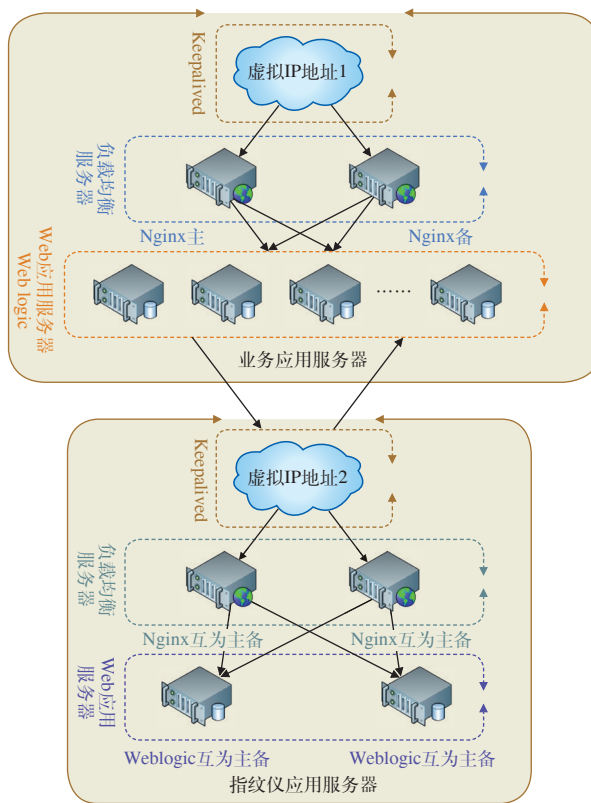 Keepalived
虚拟IP地址1
负载均衡
服务器
Nginx主
Nginx备
Web应用服务器
Web logic
……
业务应用服务器
Keepalived
虚拟IP地址2
负载均衡
服务器
Nginx互为主备
Nginx互为主备
Web应用
服务器
Weblogic互为主备
Weblogic互为主备
指纹仪应用服务器